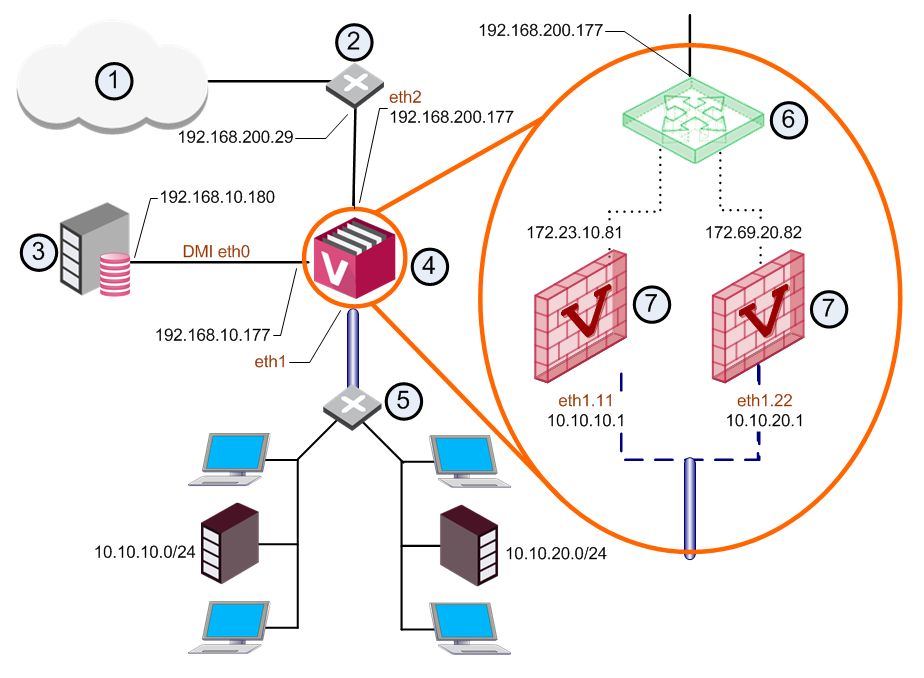 1
2
192.168.200.29
eth2
192.168.200.177
3
192.168.10.180
DMI eth0
192.168.10.177
V
4
eth1
5
10.10.10.0/24
10.10.20.0/24
192.168.200.177
6
172.23.10.81
172.69.20.82
V
7
V
7
eth1.11
10.10.10.1
eth1.22
10.10.20.1